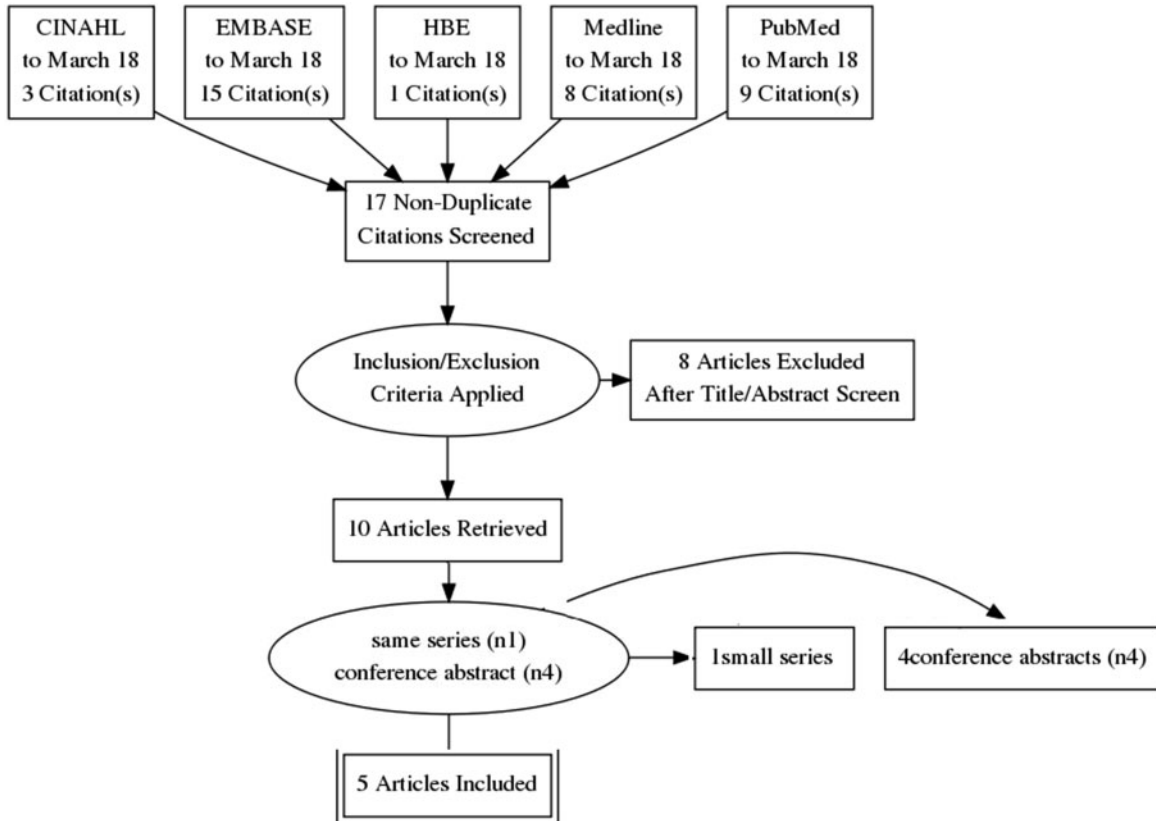 CINAHL
to March 18
3 Citation(s)
EMBASE
to March 18
15 Citation(s)
HBE
to March 18
1 Citation(s)
Medline
to March 18
8 Citation(s)
PubMed
to March 18
9 Citation(s)
17 Non-Duplicate
Citations Screened
Inclusion/Exclusion
Criteria Applied
8 Articles Excluded
After Title/Abstract Screen
10 Articles Retrieved
same series (n1)
conference abstract (n4)
1small series
4conference abstracts (n4)
5 Articles Included